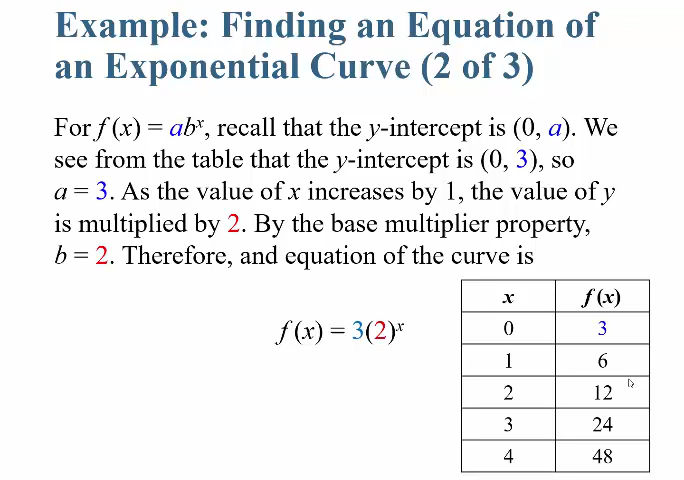 Example: Finding an Equation of
an Exponential Curve (2 of 3)
For f (x) = abˣ, recall that the y-intercept is (0, a). We
see from the table that the y-intercept is (0, 3), so
a = 3. As the value of x increases by 1, the value of y
is multiplied by 2. By the base multiplier property,
b = 2. Therefore, and equation of the curve is
f (x) = 3(2)ˣ
x f (x)
0 3
1 6
2 12
3 24
4 48